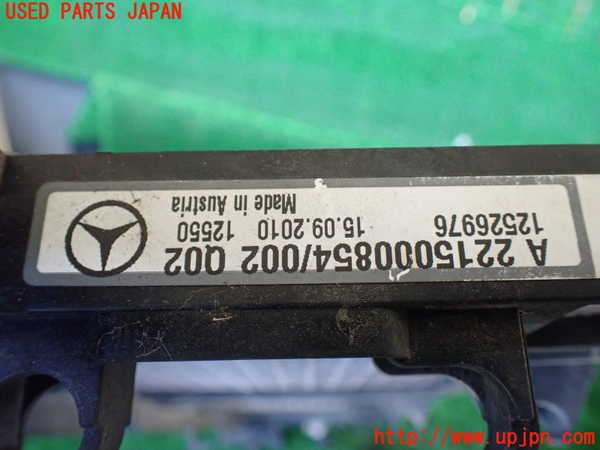 USED PARTS JAPAN
A 2215000854/002 Q02
12526976
15.09.2010 12550
Made in Austria
http://www.upjpn.com/